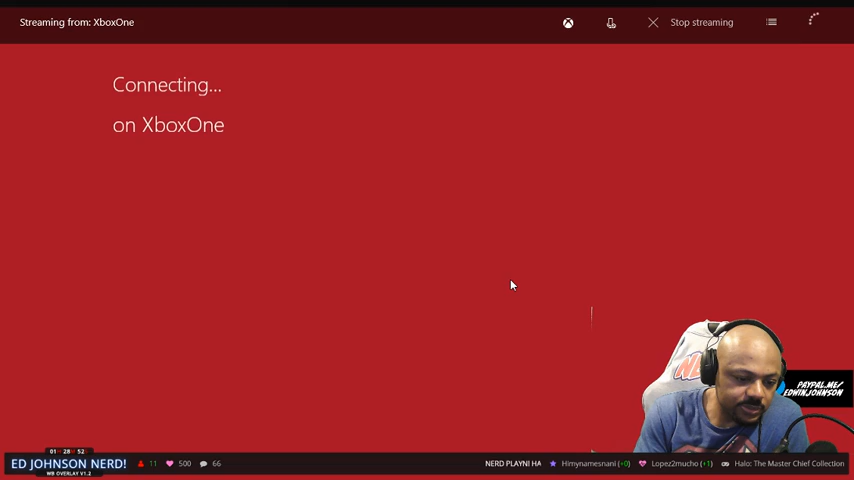 Streaming from: XboxOne
Stop streaming
Connecting...
on XboxOne
PAYPAL.ME/
EDWINJOHNSON
01 28 52
ED JOHNSON NERD!
WB OVERLAY V1.2
11
500
66
NERD PLAYNI HA
Himynamesnani (+0)
Lopez2mucho (+1)
Halo: The Master Chief Collection